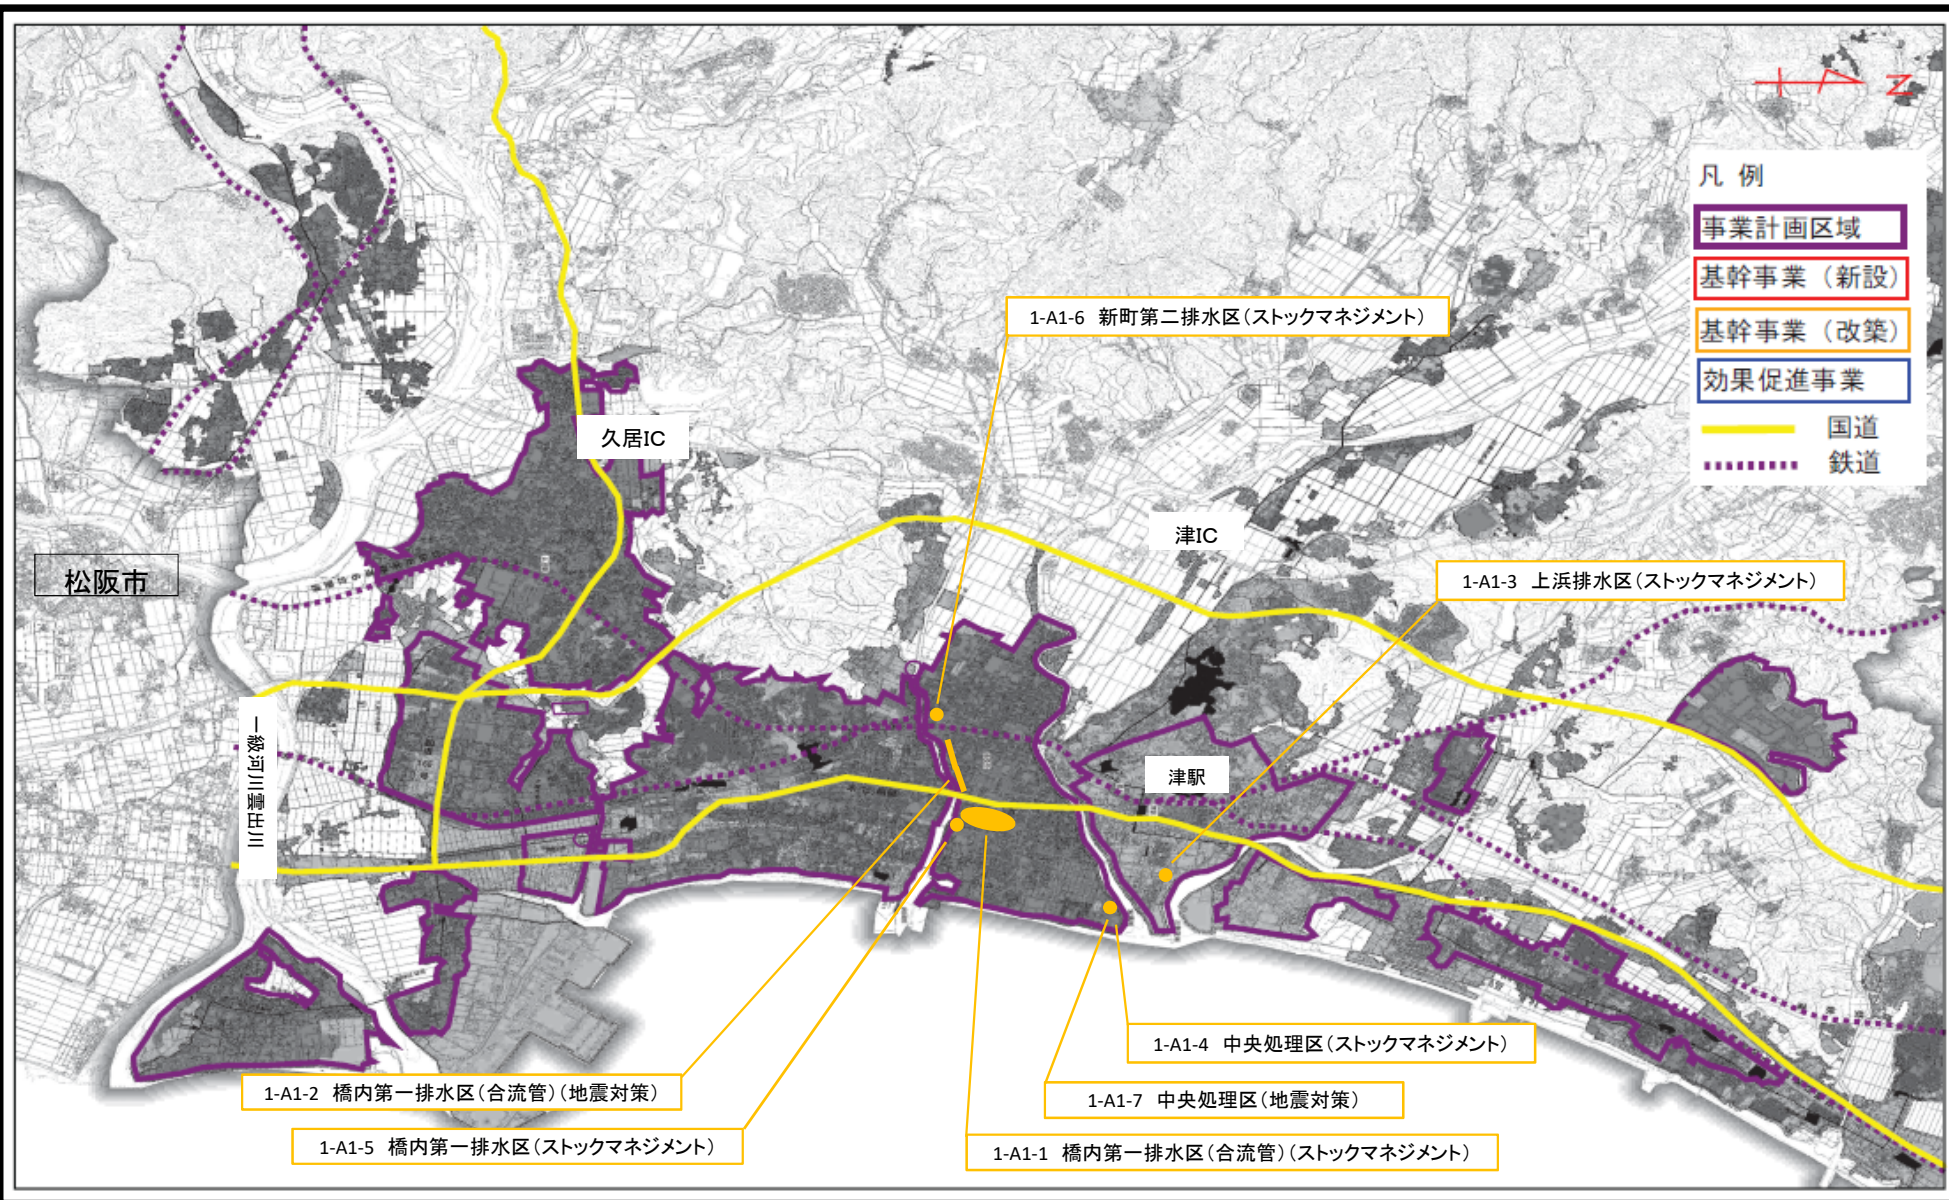 N
凡 例
事業計画区域
基幹事業（新設）
基幹事業（改築）
効果促進事業
国道
鉄道
1-A1-6 新町第二排水区（ストックマネジメント）
久居IC
津IC
松阪市
1-A1-3 上浜排水区（ストックマネジメント）
一級河川雲出川
津駅
1-A1-4 中央処理区（ストックマネジメント）
1-A1-2 橋内第一排水区（合流管）（地震対策）
1-A1-7 中央処理区（地震対策）
1-A1-5 橋内第一排水区（ストックマネジメント）
1-A1-1 橋内第一排水区（合流管）（ストックマネジメント）